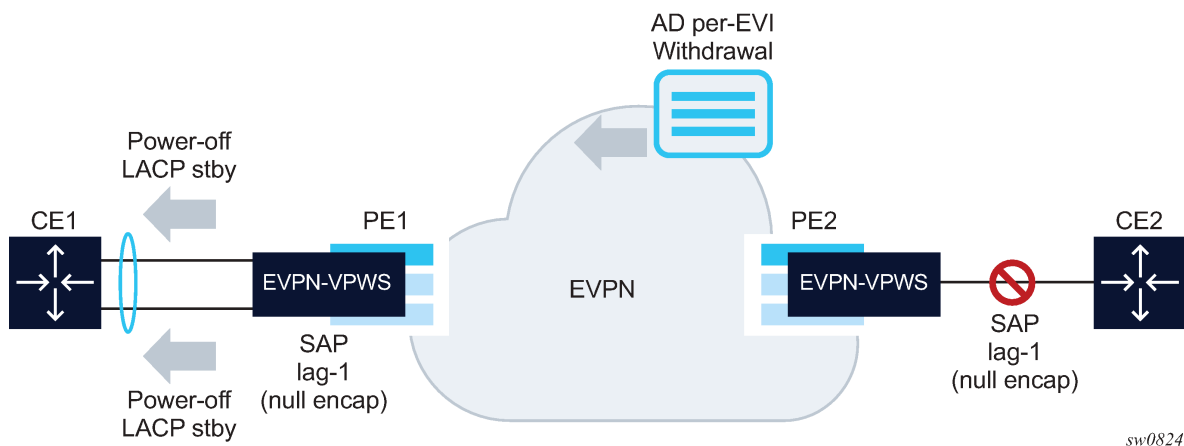 AD per-EVI
Withdrawal
Power-off
LACP stby
CE1
PE1
PE2
CE2
EVPN-VPWS
EVPN
EVPN-VPWS
SAP
lag-1
(null encap)
SAP
lag-1
(null encap)
Power-off
LACP stby
sw0824